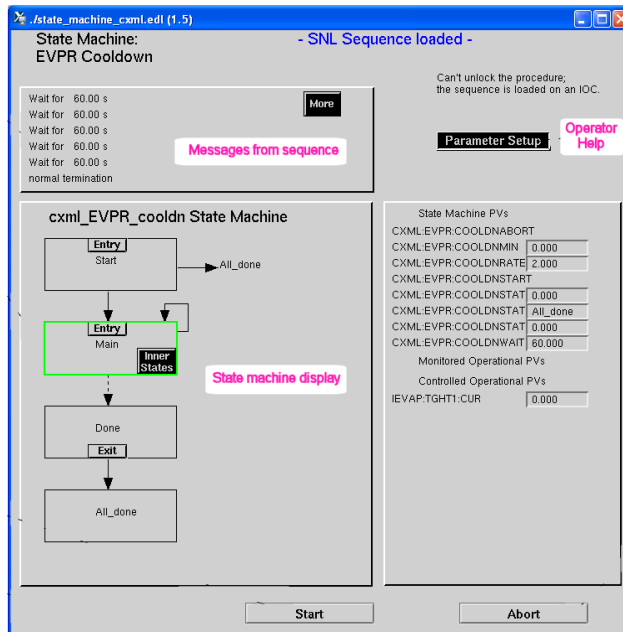 ./state_machine_cxml.edl (1.5)
State Machine:
EVPR Cooldown
- SNL Sequence loaded -
Can't unlock the procedure;
the sequence is loaded on an IOC.
Wait for 60.00 s
Wait for 60.00 s
Wait for 60.00 s
Wait for 60.00 s
Wait for 60.00 s
normal termination
More
Messages from sequence
Parameter Setup
Operator
Help
cxml_EVPR_cooldn State Machine
Entry
Start
All_done
Entry
Main
Inner
States
State machine display
Done
Exit
All_done
State Machine PVs
CXML:EVPR:COOLDNABORT
CXML:EVPR:COOLDNMIN 0.000
CXML:EVPR:COOLDNRATE 2.000
CXML:EVPR:COOLDNSTART
CXML:EVPR:COOLDNSTAT 0.000
CXML:EVPR:COOLDNSTAT All_done
CXML:EVPR:COOLDNSTAT 0.000
CXML:EVPR:COOLDNWAIT 60.000
Monitored Operational PVs
Controlled Operational PVs
IEVAP:TGHT1:CUR 0.000
Start
Abort